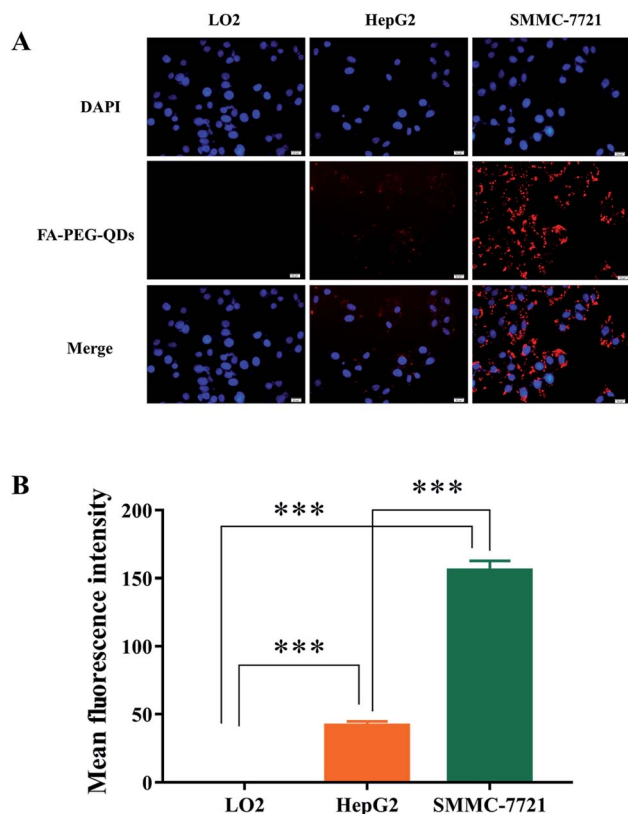 A
LO2 HepG2 SMMC-7721
DAPI
FA-PEG-QDs
Merge
B
Mean fluorescence intensity
200
150
100
50
0
***
***
***
LO2 HepG2 SMMC-7721